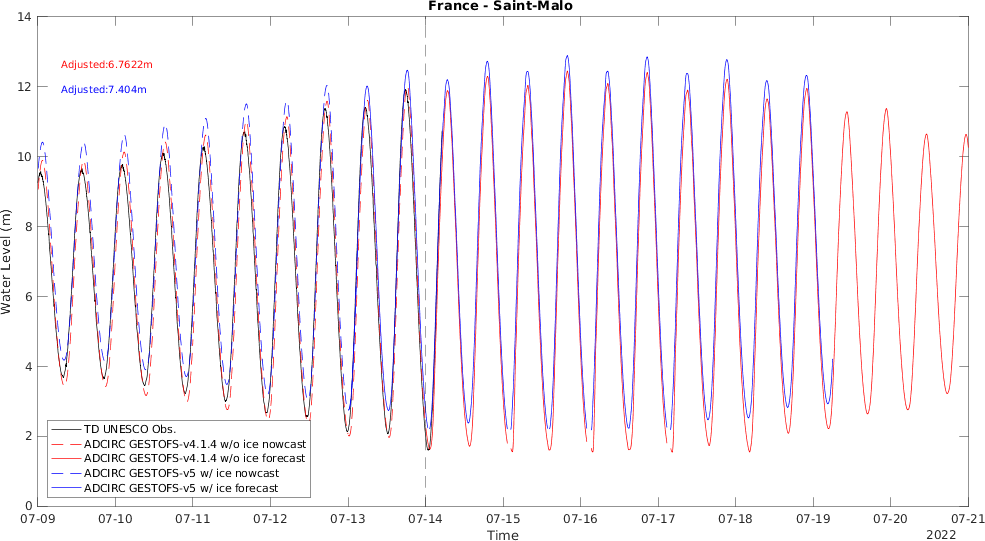 France - Saint-Malo
Water Level (m)
14
12
10
8
6
4
2
0
Adjusted:6.7622m
Adjusted:7.404m
TD UNESCO Obs.
ADCIRC GESTOFS-v4.1.4 w/o ice nowcast
ADCIRC GESTOFS-v4.1.4 w/o ice forecast
ADCIRC GESTOFS-v5 w/ ice nowcast
ADCIRC GESTOFS-v5 w/ ice forecast
07-09 07-10 07-11 07-12 07-13 07-14 07-15 07-16 07-17 07-18 07-19 07-20 07-21
Time
2022